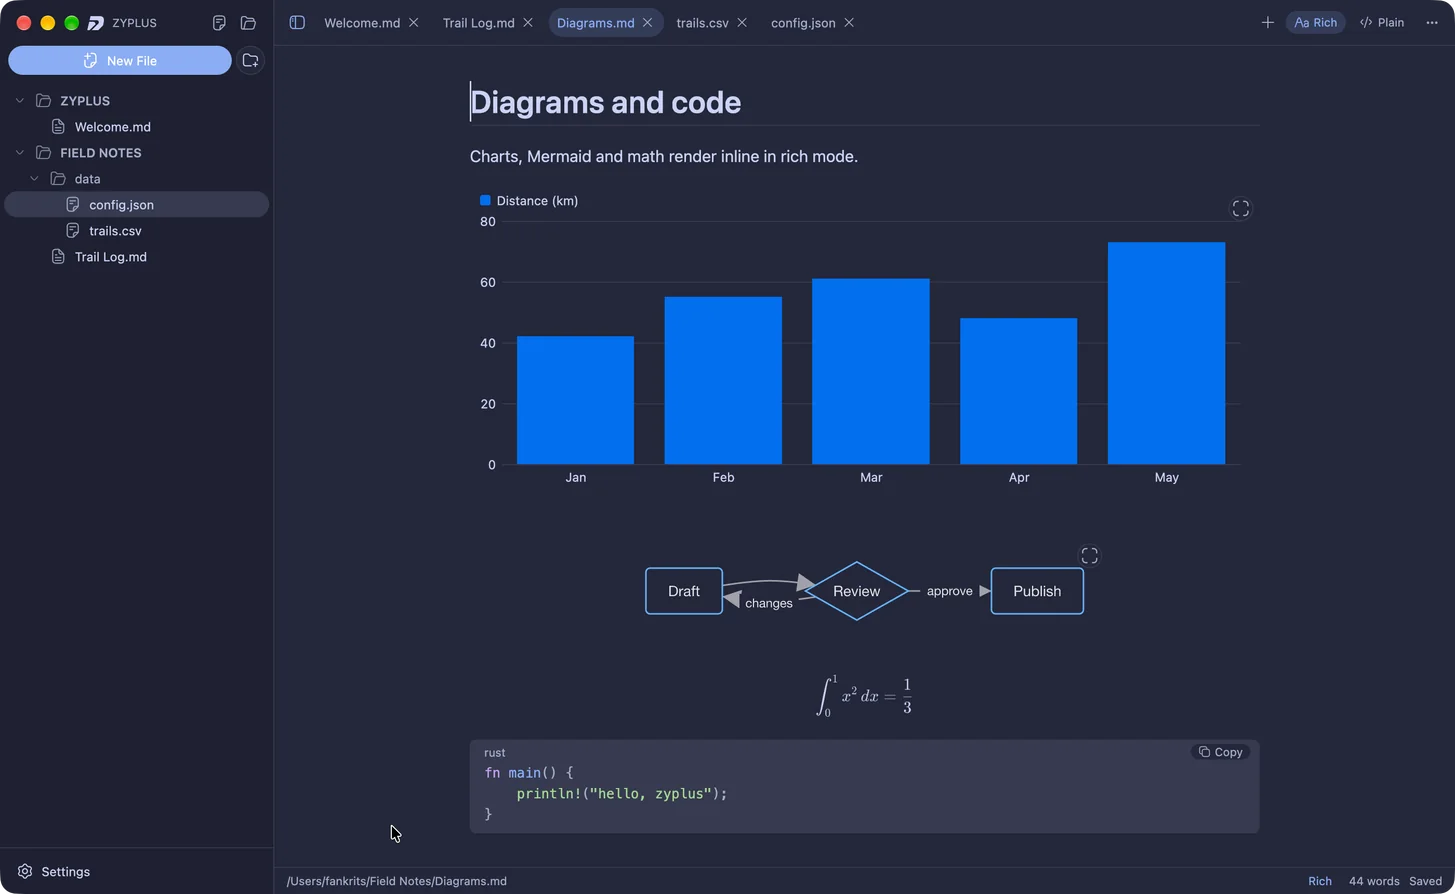 ZYPLUS
Welcome.md
Trail Log.md
Diagrams.md
trails.csv
config.json
Rich
Plain
New File
ZYPLUS
Welcome.md
FIELD NOTES
data
config.json
trails.csv
Trail Log.md
Settings
Diagrams and code
Charts, Mermaid and math render inline in rich mode.
Distance (km)
80
60
40
20
0
Jan Feb Mar Apr May
Draft
changes
Review
approve
Publish
∫₀¹ x² dx = 1/3
rust
Copy
fn main() {
    println!("hello, zyplus");
}
/Users/fankrits/Field Notes/Diagrams.md
Rich 44 words Saved